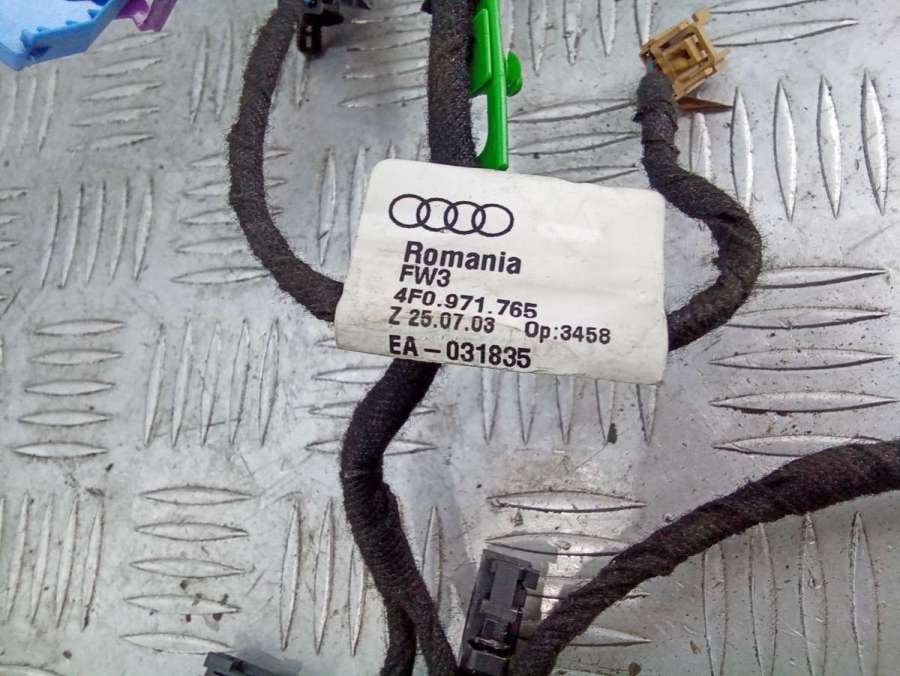 Romania
FW3
4F0.971.765
Z 25.07.03 Op:3458
EA-031835